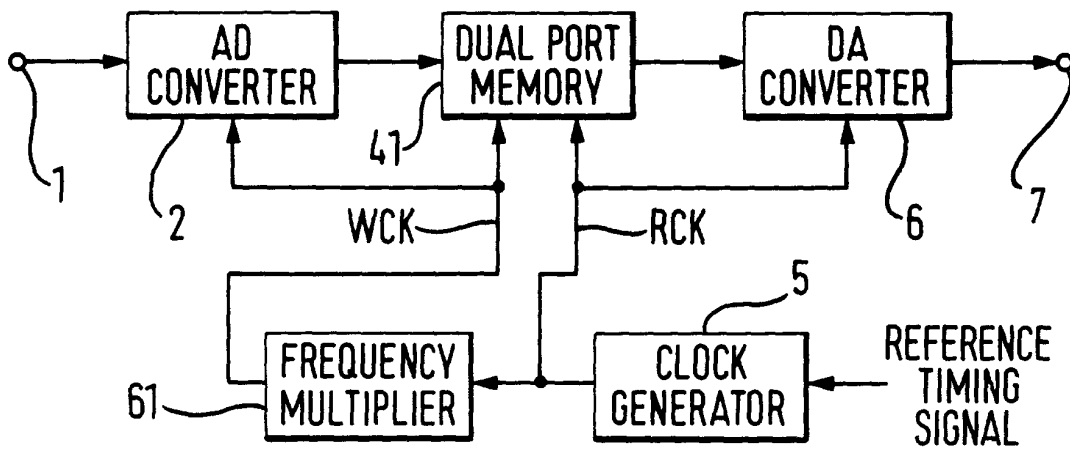 AD
CONVERTER
DUAL PORT
MEMORY
DA
CONVERTER
1
2
41
6
7
WCK
RCK
5
FREQUENCY
MULTIPLIER
61
CLOCK
GENERATOR
REFERENCE
TIMING
SIGNAL